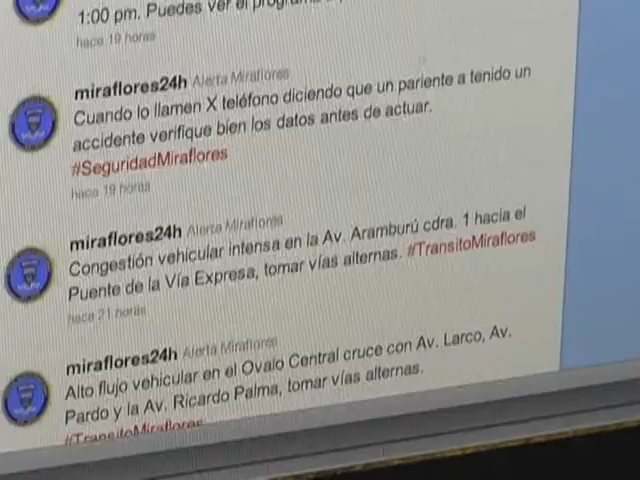 1:00 pm. Puedes ver el
hace 19 horas
miraflores24h Alerta Miraflores
Cuando lo llamen X teléfono diciendo que un pariente a tenido un
accidente verifique bien los datos antes de actuar.
#SeguridadMiraflores
hace 19 horas
miraflores24h Alerta Miraflores
Congestión vehicular intensa en la Av. Aramburú cdra. 1 hacia el
Puente de la Vía Expresa, tomar vías alternas. #TransitoMiraflores
hace 21 horas
miraflores24h Alerta Miraflores
Alto flujo vehicular en el Ovalo Central cruce con Av. Larco, Av.
Pardo y la Av. Ricardo Palma, tomar vías alternas.
#TransitoMiraflores